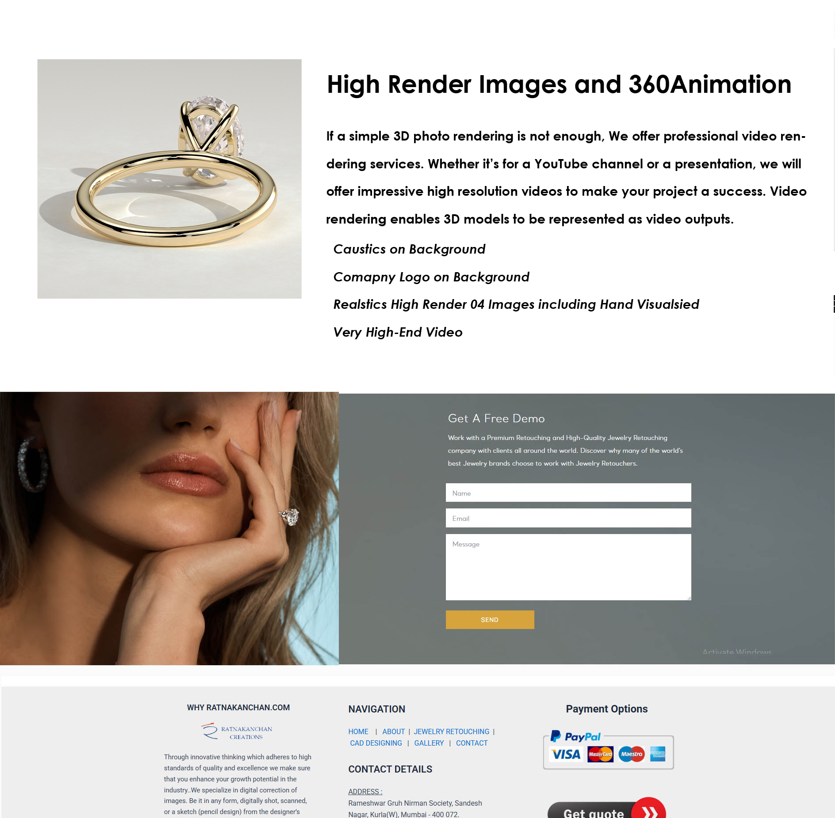 High Render Images and 360Animation
If a simple 3D photo rendering is not enough, We offer professional video ren-
dering services. Whether it's for a YouTube channel or a presentation, we will
offer impressive high resolution videos to make your project a success. Video
rendering enables 3D models to be represented as video outputs.
Caustics on Background
Comapny Logo on Background
Realstics High Render 04 Images including Hand Visualsied
Very High-End Video
Get A Free Demo
Work with a Premium Retouching and High-Quality Jewelry Retouching
company with clients all around the world. Discover why many of the world's
best Jewelry brands choose to work with Jewelry Retouchers.
Name
Email
Message
SEND
Activate Windows
WHY RATNAKANCHAN.COM
RATNAKANCHAN
CREATIONS
Through innovative thinking which adheres to high
standards of quality and excellence we make sure
that you enhance your growth potential in the
industry..We specialize in digital correction of
images. Be it in any form, digitally shot, scanned,
or a sketch (pencil design) from the designer's
NAVIGATION
HOME | ABOUT | JEWELRY RETOUCHING |
CAD DESIGNING | GALLERY | CONTACT
CONTACT DETAILS
ADDRESS :
Rameshwar Gruh Nirman Society, Sandesh
Nagar, Kurla(W), Mumbai - 400 072.
Payment Options
PayPal
VISA MasterCard Maestro
Get quote